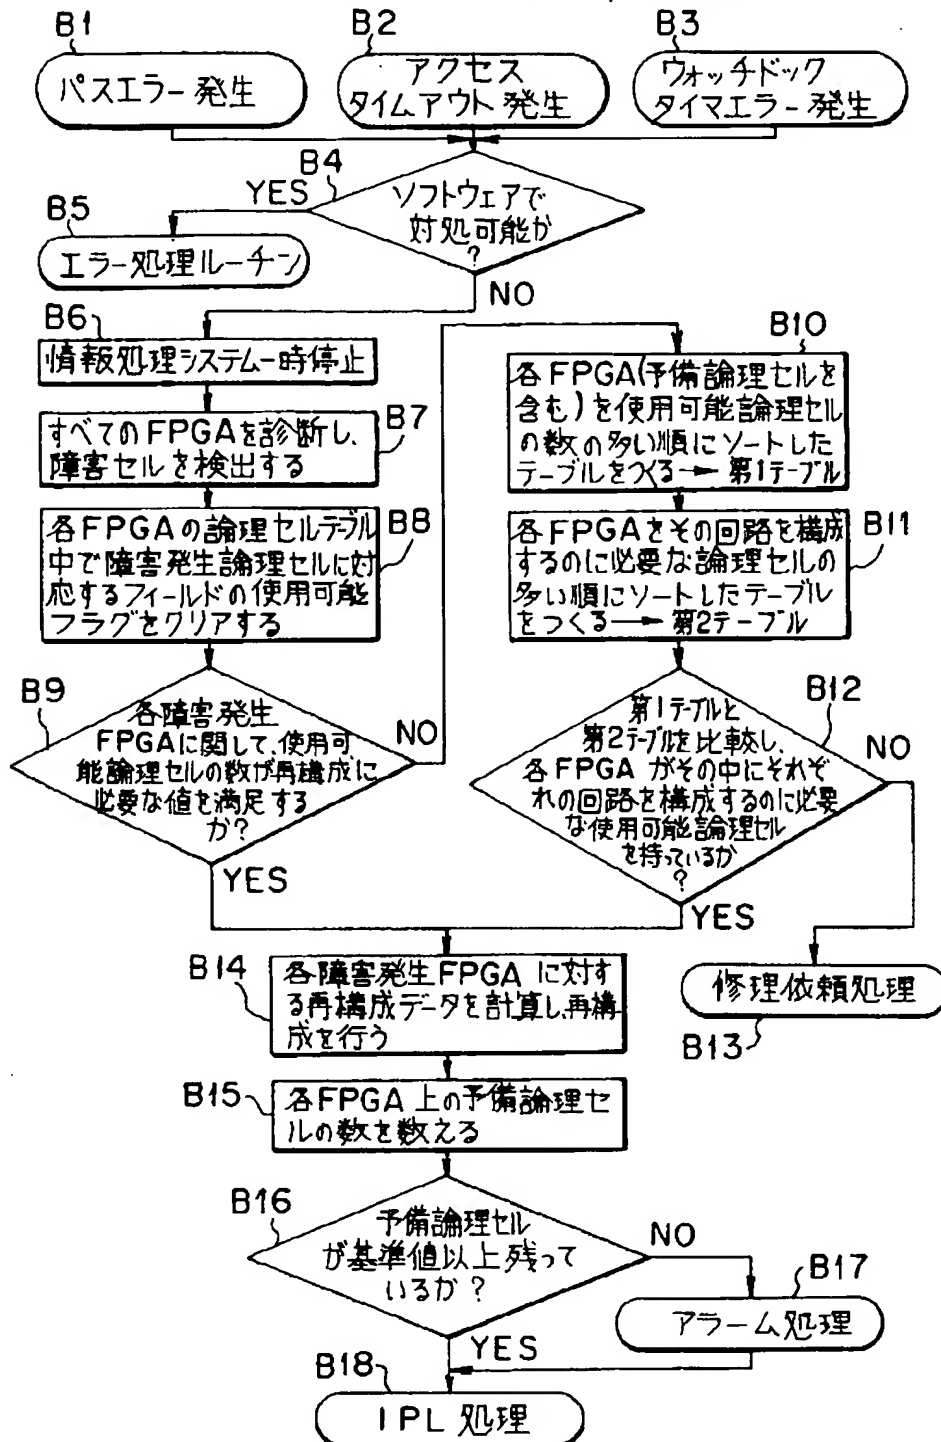 B1
パスエラー発生
B2
アクセス
タイムアウト発生
B3
ウォッチドック
タイマエラー発生
B4
YES
ソフトウェアで
対処可能か
?
NO
B5
エラー処理ルーチン
B6
情報処理システム一時停止
B7
すべてのFPGAを診断し、
障害セルを検出する
B8
各FPGAの論理セルテーブル
中で障害発生論理セルに対
応するフィールドの使用可能
フラグをクリアする
B9
各障害発生
FPGAに関して、使用可
能論理セルの数が再構成に
必要な値を満足する
か?
NO
YES
B10
各FPGA(予備論理セルを
含む)を使用可能論理セル
の数の多い順にソートした
テーブルをつくる→第1テーブル
B11
各FPGAをその回路を構成
するのに必要な論理セルの
多い順にソートしたテーブル
をつくる→第2テーブル
B12
第1テーブルと
第2テーブルを比較し、
各FPGAがその中にそれぞ
れの回路を構成するのに必要
な使用可能論理セル
を持っているか
?
NO
YES
修理依頼処理
B13
B14
各障害発生FPGAに対す
る再構成データを計算し、再構
成を行う
B15
各FPGA上の予備論理セ
ルの数を数える
B16
予備論理セル
が基準値以上残って
いるか?
NO
YES
B17
アラーム処理
B18
IPL処理